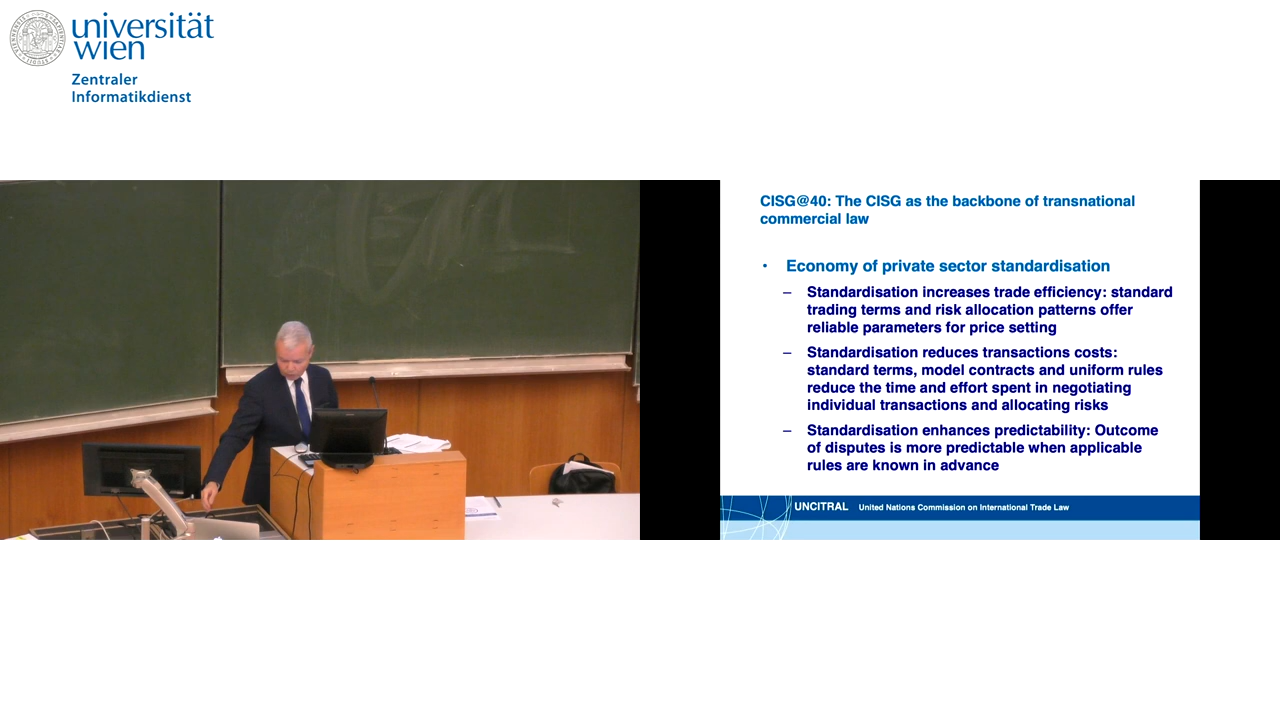 universität
wien
Zentraler
Informatikdienst
CISG@40: The CISG as the backbone of transnational
commercial law
• Economy of private sector standardisation
– Standardisation increases trade efficiency: standard
trading terms and risk allocation patterns offer
reliable parameters for price setting
– Standardisation reduces transactions costs:
standard terms, model contracts and uniform rules
reduce the time and effort spent in negotiating
individual transactions and allocating risks
– Standardisation enhances predictability: Outcome
of disputes is more predictable when applicable
rules are known in advance
UNCITRAL United Nations Commission on International Trade Law